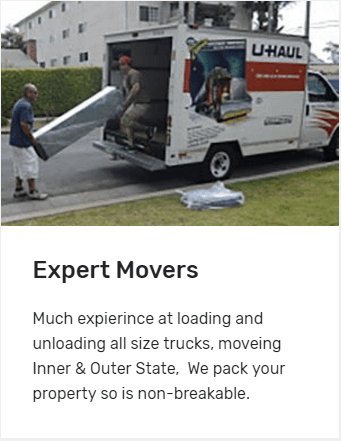 U-HAUL
Expert Movers
Much expierince at loading and
unloading all size trucks, moveing
Inner & Outer State,  We pack your
property so is non-breakable.